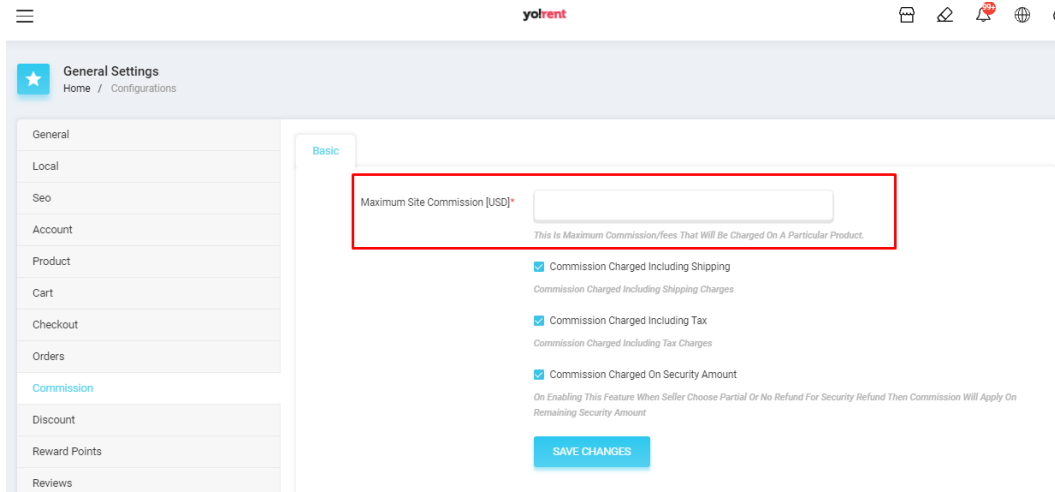 yo!rent
99+
General Settings
Home / Configurations
General
Local
Seo
Account
Product
Cart
Checkout
Orders
Commission
Discount
Reward Points
Reviews
Basic
Maximum Site Commission [USD]*
This Is Maximum Commission/fees That Will Be Charged On A Particular Product.
Commission Charged Including Shipping
Commission Charged Including Shipping Charges
Commission Charged Including Tax
Commission Charged Including Tax Charges
Commission Charged On Security Amount
On Enabling This Feature When Seller Choose Partial Or No Refund For Security Refund Then Commission Will Apply On
Remaining Security Amount
SAVE CHANGES